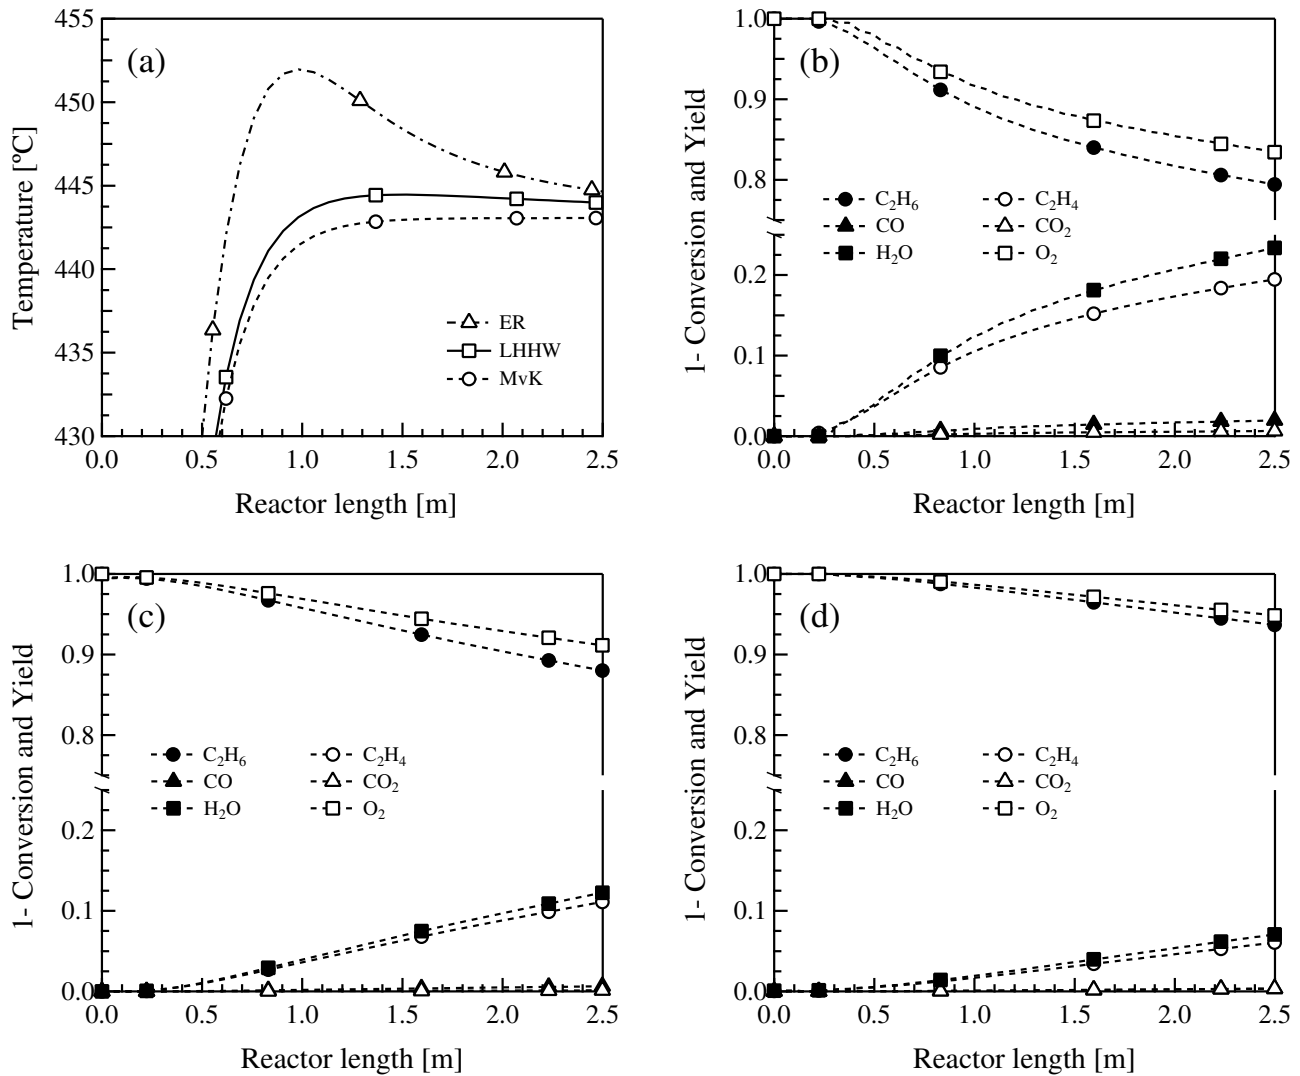 (a)
Temperature [ºC]
455
450
445
440
435
430
ER
LHHW
MvK
0.0 0.5 1.0 1.5 2.0 2.5
Reactor length [m]
(b)
1- Conversion and Yield
1.0
0.9
0.8
C₂H₆ C₂H₄
CO CO₂
H₂O O₂
0.2
0.1
0.0
0.0 0.5 1.0 1.5 2.0 2.5
Reactor length [m]
(c)
1- Conversion and Yield
1.0
0.9
0.8
C₂H₆ C₂H₄
CO CO₂
H₂O O₂
0.2
0.1
0.0
0.0 0.5 1.0 1.5 2.0 2.5
Reactor length [m]
(d)
1- Conversion and Yield
1.0
0.9
0.8
C₂H₆ C₂H₄
CO CO₂
H₂O O₂
0.2
0.1
0.0
0.0 0.5 1.0 1.5 2.0 2.5
Reactor length [m]